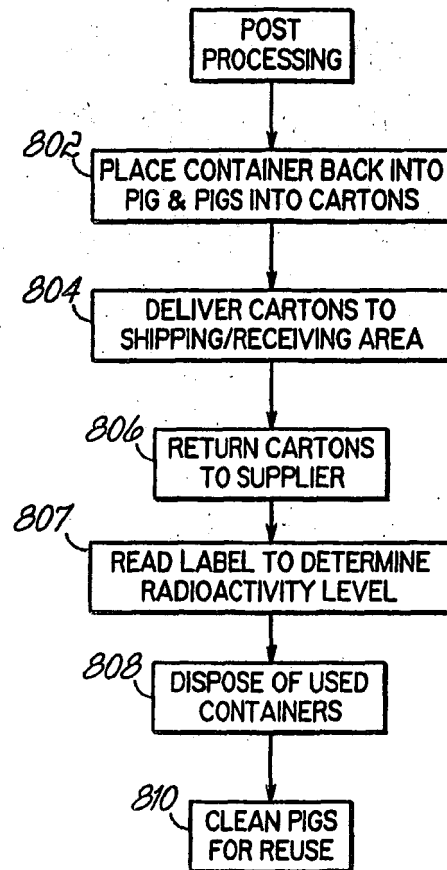 POST
PROCESSING
802
PLACE CONTAINER BACK INTO
PIG & PIGS INTO CARTONS
804
DELIVER CARTONS TO
SHIPPING/RECEIVING AREA
806
RETURN CARTONS
TO SUPPLIER
807
READ LABEL TO DETERMINE
RADIOACTIVITY LEVEL
808
DISPOSE OF USED
CONTAINERS
810
CLEAN PIGS
FOR REUSE